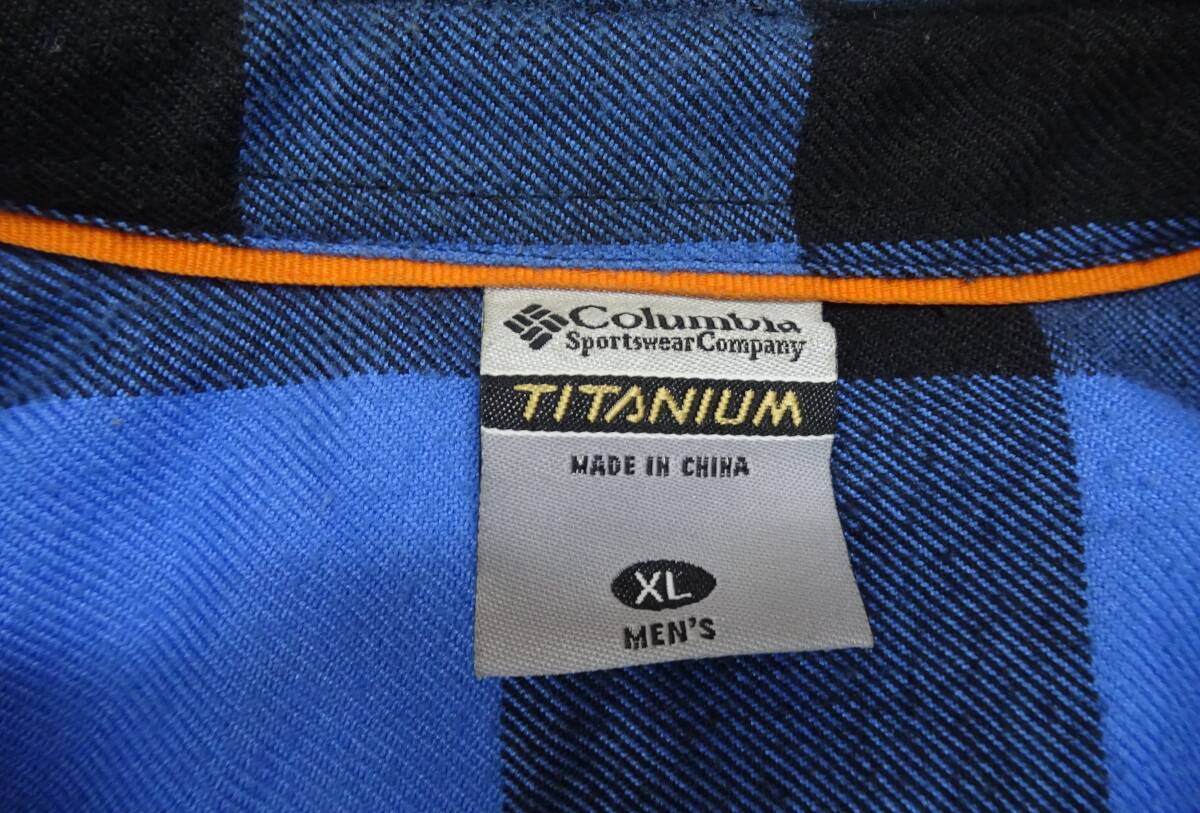 Columbia
Sportswear Company
TITANIUM
MADE IN CHINA
XL
MEN'S